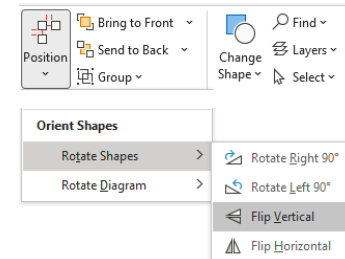 Position
Bring to Front
Send to Back
Group
Change
Shape
Find
Layers
Select
Orient Shapes
Rotate Shapes
Rotate Diagram
Rotate Right 90°
Rotate Left 90°
Flip Vertical
Flip Horizontal